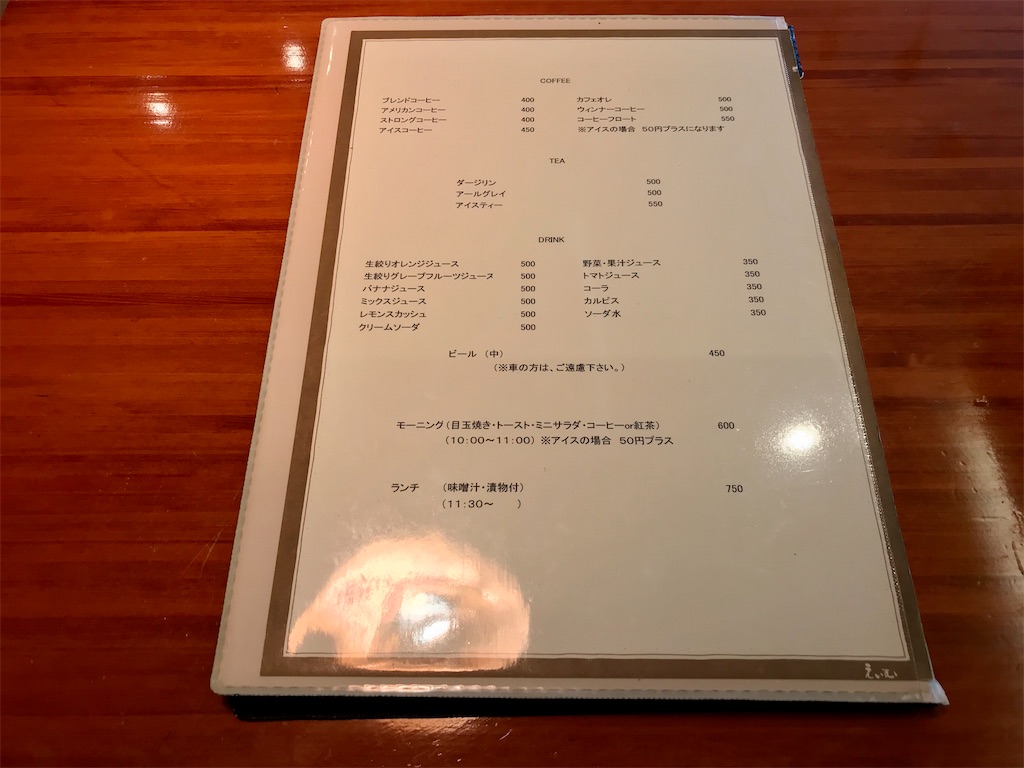 COFFEE
ブレンドコーヒー 400 カフェオレ 500
アメリカンコーヒー 400 ウィンナーコーヒー 500
ストロングコーヒー 400 コーヒーフロート 550
アイスコーヒー 450 ※アイスの場合 50円プラスになります
TEA
ダージリン 500
アールグレイ 500
アイスティー 550
DRINK
生絞りオレンジジュース 500 野菜・果汁ジュース 350
生絞りグレープフルーツジュース 500 トマトジュース 350
バナナジュース 500 コーラ 350
ミックスジュース 500 カルピス 350
レモンスカッシュ 500 ソーダ水 350
クリームソーダ 500
ビール (中) 450
(※車の方は、ご遠慮下さい。)
モーニング(目玉焼き・トースト・ミニサラダ・コーヒーor紅茶) 600
(10:00～11:00) ※アイスの場合 50円プラス
ランチ (味噌汁・漬物付) 750
(11:30～ )